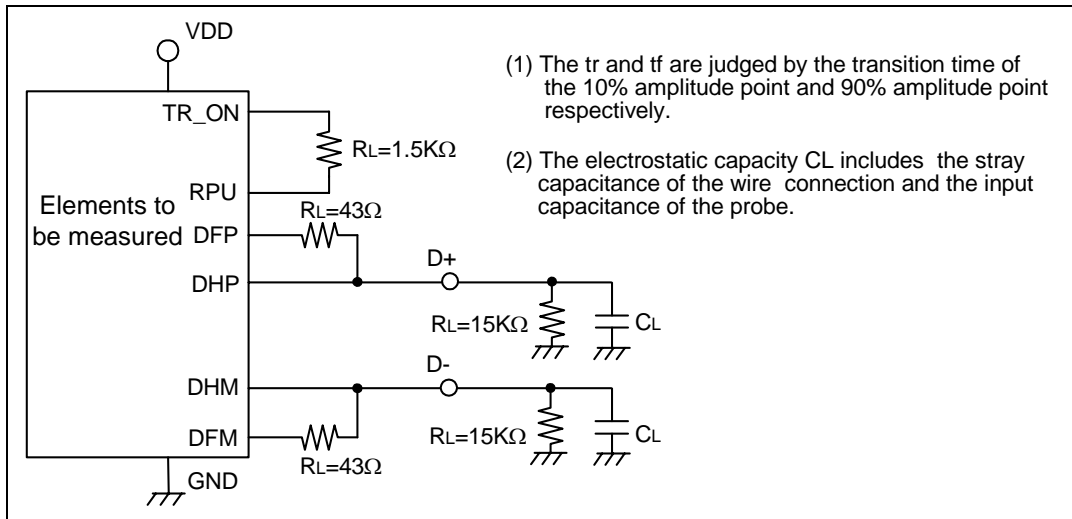 VDD
(1) The tr and tf are judged by the transition time of
the 10% amplitude point and 90% amplitude point
respectively.
(2) The electrostatic capacity CL includes the stray
capacitance of the wire connection and the input
capacitance of the probe.
TR_ON
RL=1.5KΩ
RPU
Elements to
be measured
RL=43Ω
DFP
D+
DHP
RL=15KΩ
CL
D-
DHM
RL=15KΩ
CL
DFM
RL=43Ω
GND